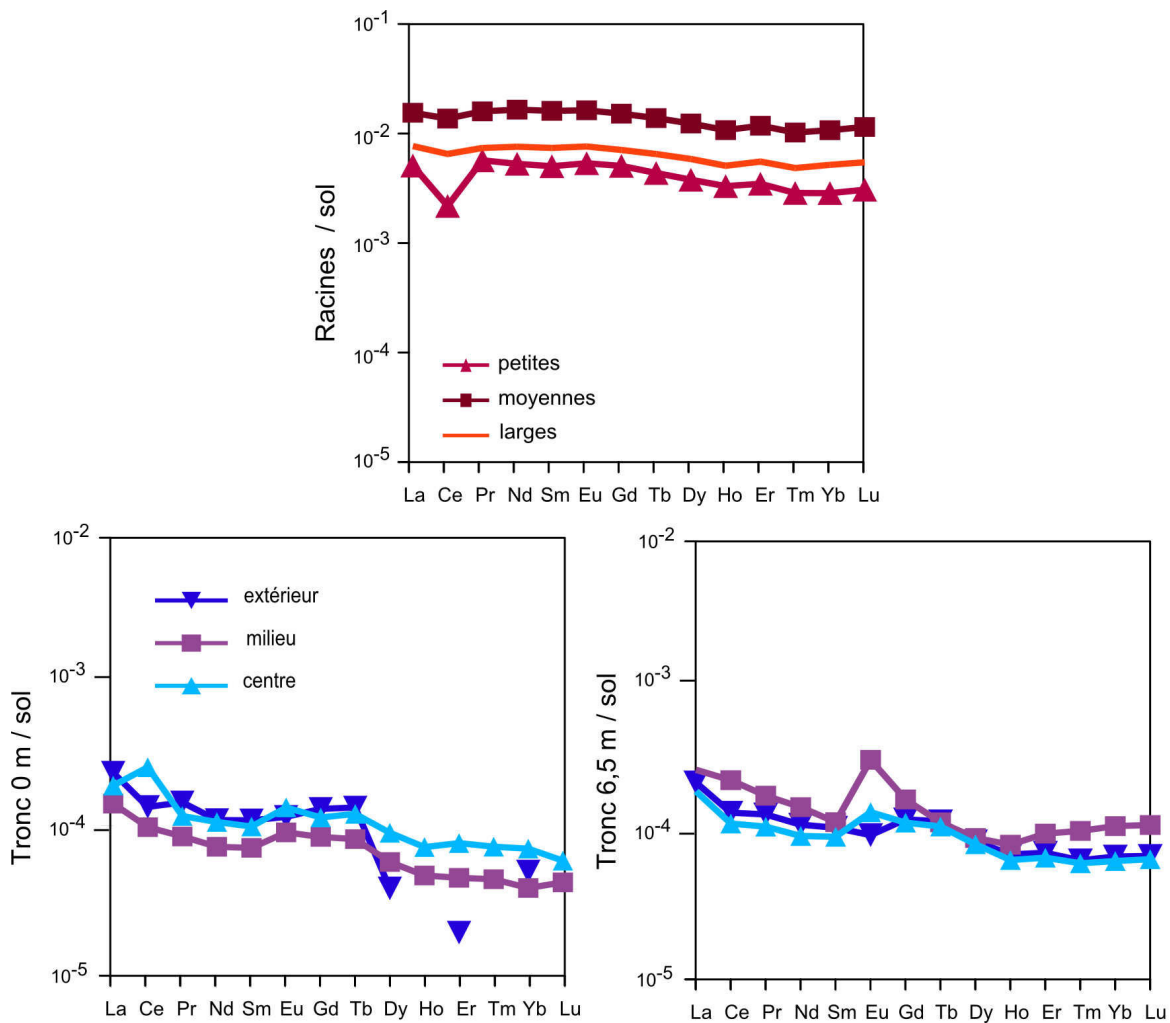 10-1
10-2
10-3
10-4
10-5
Racines / sol
petites
moyennes
larges
La Ce Pr Nd Sm Eu Gd Tb Dy Ho Er Tm Yb Lu
10-2
10-3
10-4
10-5
Tronc 0 m / sol
extérieur
milieu
centre
La Ce Pr Nd Sm Eu Gd Tb Dy Ho Er Tm Yb Lu
10-2
10-3
10-4
10-5
Tronc 6,5 m / sol
La Ce Pr Nd Sm Eu Gd Tb Dy Ho Er Tm Yb Lu